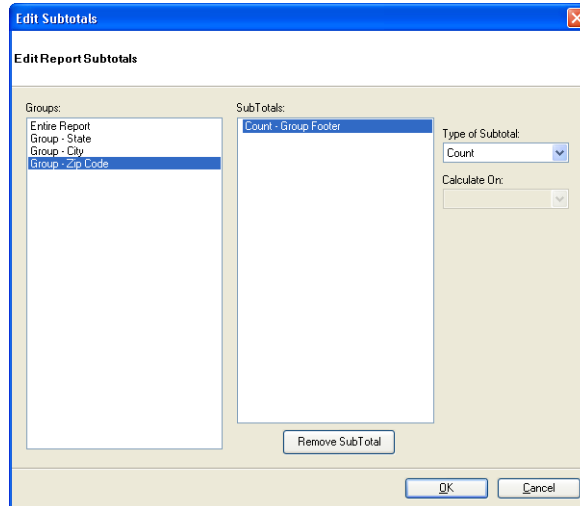 Edit Subtotals
Edit Report Subtotals
Groups:
Entire Report
Group - State
Group - City
Group - Zip Code
SubTotals:
Count - Group Footer
Remove SubTotal
Type of Subtotal:
Count
Calculate On:
OK
Cancel